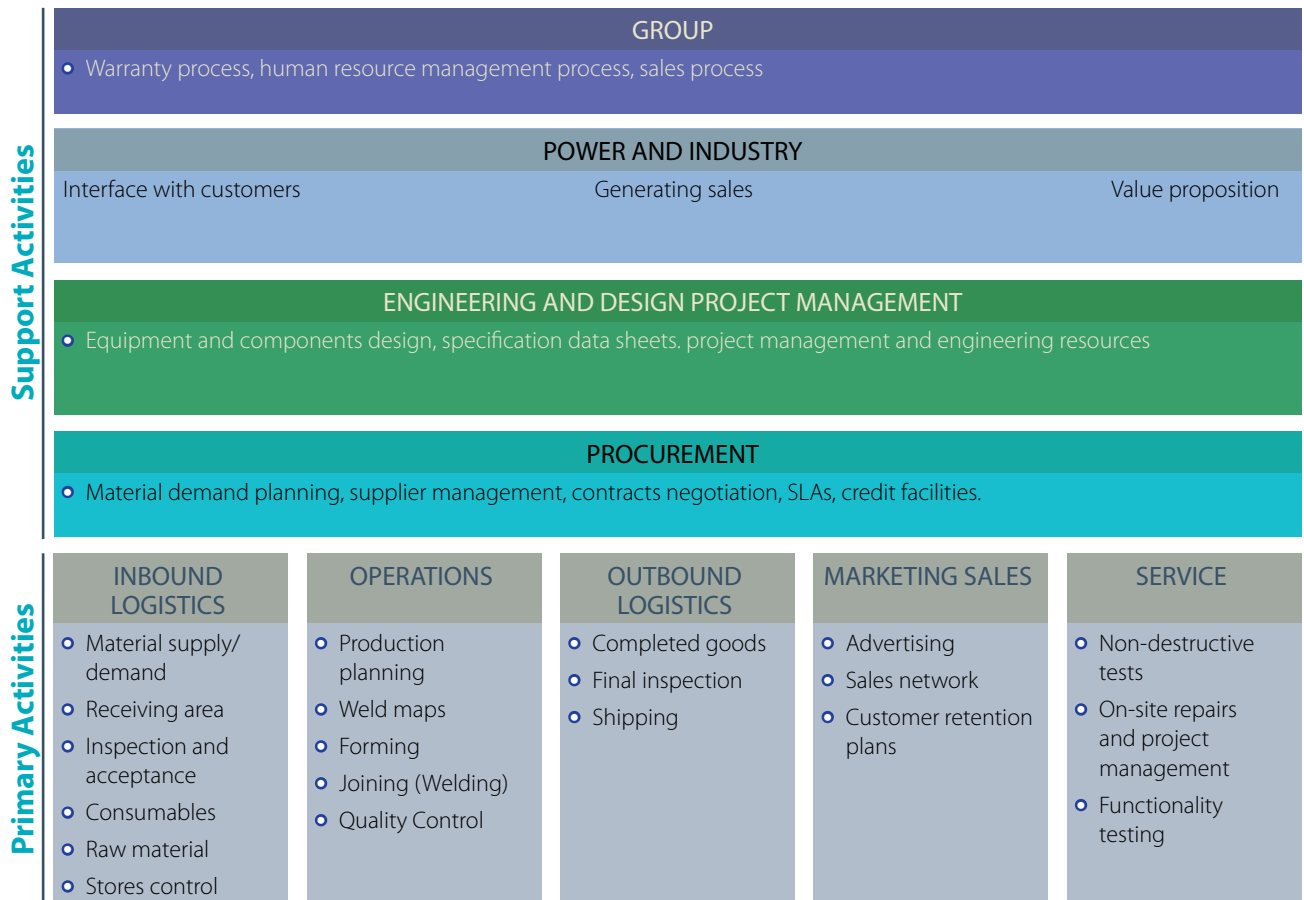 Support Activities
GROUP
Warranty process, human resource management process, sales process
POWER AND INDUSTRY
Interface with customers
Generating sales
Value proposition
ENGINEERING AND DESIGN PROJECT MANAGEMENT
Equipment and components design, specification data sheets. project management and engineering resources
PROCUREMENT
Material demand planning, supplier management, contracts negotiation, SLAs, credit facilities.
Primary Activities
INBOUND
LOGISTICS
Material supply/
demand
Receiving area
Inspection and
acceptance
Consumables
Raw material
Stores control
OPERATIONS
Production
planning
Weld maps
Forming
Joining (Welding)
Quality Control
OUTBOUND
LOGISTICS
Completed goods
Final inspection
Shipping
MARKETING SALES
Advertising
Sales network
Customer retention
plans
SERVICE
Non-destructive
tests
On-site repairs
and project
management
Functionality
testing